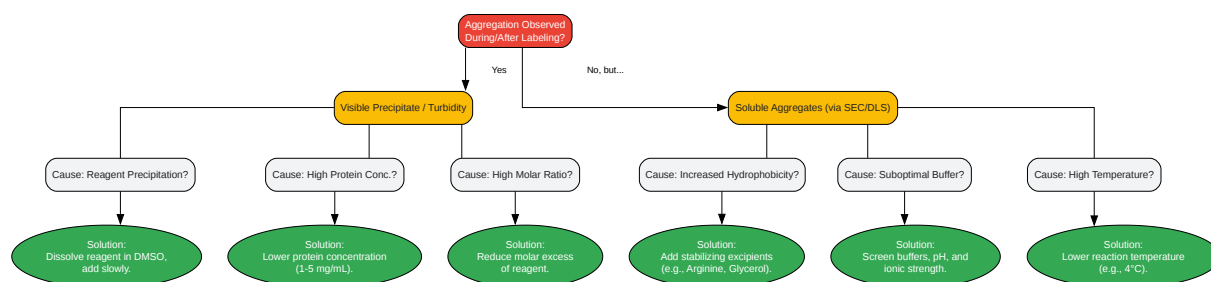 Aggregation Observed
During/After Labeling?
Yes
No, but...
Visible Precipitate / Turbidity
Soluble Aggregates (via SEC/DLS)
Cause: Reagent Precipitation?
Cause: High Protein Conc.?
Cause: High Molar Ratio?
Cause: Increased Hydrophobicity?
Cause: Suboptimal Buffer?
Cause: High Temperature?
Solution:
Dissolve reagent in DMSO,
add slowly.
Solution:
Lower protein concentration
(1-5 mg/mL).
Solution:
Reduce molar excess
of reagent.
Solution:
Add stabilizing excipients
(e.g., Arginine, Glycerol).
Solution:
Screen buffers, pH, and
ionic strength.
Solution:
Lower reaction temperature
(e.g., 4°C).